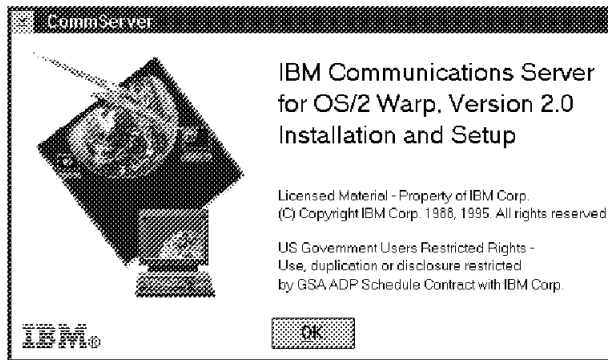 CommServer
IBM Communications Server
for OS/2 Warp, Version 2.0
Installation and Setup
Licensed Material - Property of IBM Corp.
(C) Copyright IBM Corp. 1988, 1995. All rights reserved
US Government Users Restricted Rights -
Use, duplication or disclosure restricted
by GSA ADP Schedule Contract with IBM Corp.
IBM®
OK